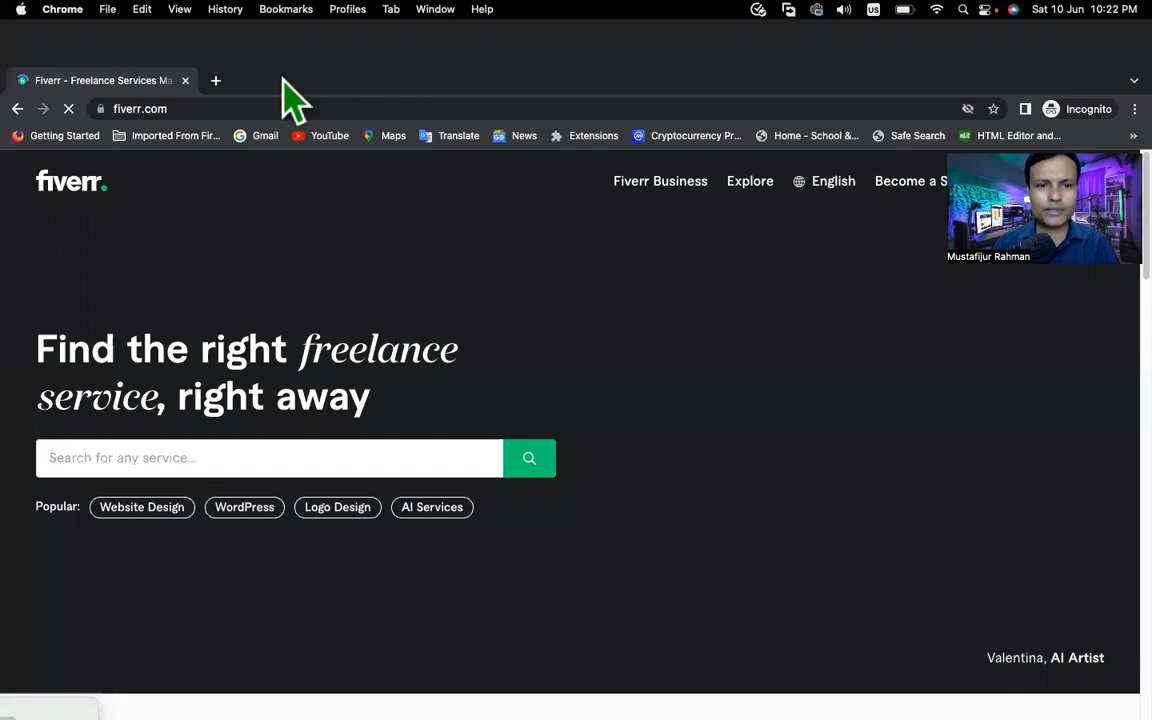 Chrome File Edit View History Bookmarks Profiles Tab Window Help US Sat 10 Jun 10:22 PM
Fiverr - Freelance Services Ma
fiverr.com Incognito
Getting Started Imported From Fir... Gmail YouTube Maps Translate News Extensions Cryptocurrency Pr... Home - School &... Safe Search HTML Editor and... »
fiverr. Fiverr Business Explore English Become a S
Mustafijur Rahman
Find the right freelance
service, right away
Search for any service...
Popular: Website Design WordPress Logo Design AI Services
Valentina, AI Artist